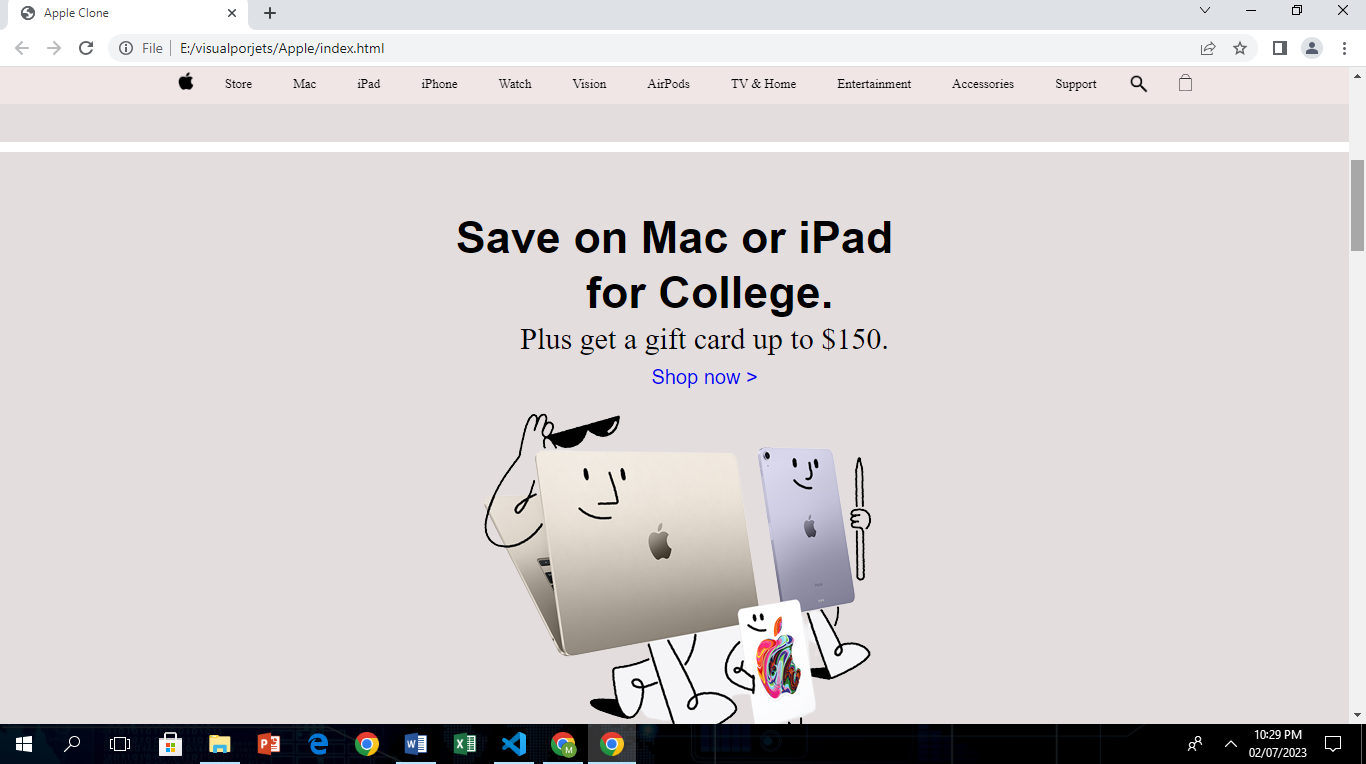 Apple Clone
File
E:/visualporjets/Apple/index.html
Store Mac iPad iPhone Watch Vision AirPods TV & Home Entertainment Accessories Support
Save on Mac or iPad
for College.
Plus get a gift card up to $150.
Shop now >
10:29 PM
02/07/2023